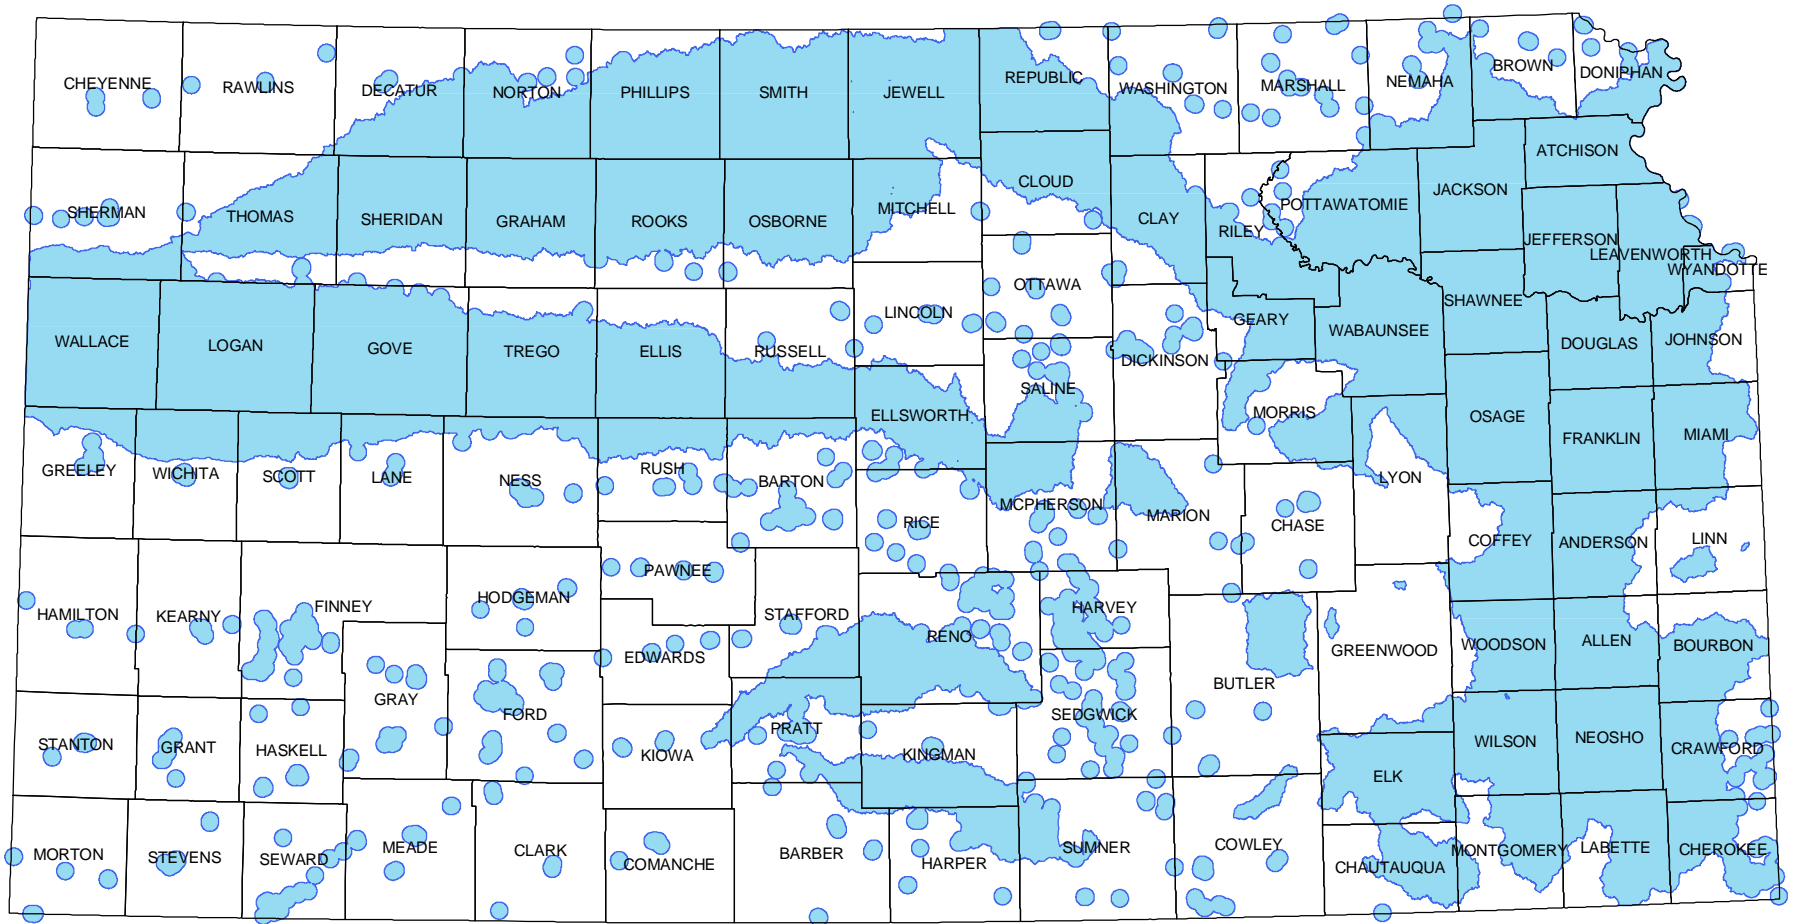 CHEYENNE
RAWLINS
DECATUR
NORTON
PHILLIPS
SMITH
JEWELL
REPUBLIC
WASHINGTON
MARSHALL
NEMAHA
BROWN
DONIPHAN
SHERMAN
THOMAS
SHERIDAN
GRAHAM
ROOKS
OSBORNE
MITCHELL
CLOUD
CLAY
RILEY
POTTAWATOMIE
JACKSON
ATCHISON
JEFFERSON
LEAVENWORTH
WYANDOTTE
WALLACE
LOGAN
GOVE
TREGO
ELLIS
RUSSELL
LINCOLN
OTTAWA
SALINE
DICKINSON
GEARY
WABAUNSEE
SHAWNEE
DOUGLAS
JOHNSON
GREELEY
WICHITA
SCOTT
LANE
NESS
RUSH
BARTON
ELLSWORTH
RICE
MCPHERSON
MARION
MORRIS
CHASE
LYON
OSAGE
FRANKLIN
MIAMI
COFFEY
ANDERSON
LINN
HAMILTON
KEARNY
FINNEY
HODGEMAN
PAWNEE
STAFFORD
EDWARDS
RENO
HARVEY
SEDGWICK
BUTLER
GREENWOOD
WOODSON
ALLEN
BOURBON
STANTON
GRANT
HASKELL
GRAY
FORD
KIOWA
PRATT
KINGMAN
ELK
WILSON
NEOSHO
CRAWFORD
MORTON
STEVENS
SEWARD
MEADE
CLARK
COMANCHE
BARBER
HARPER
SUMNER
COWLEY
CHAUTAUQUA
MONTGOMERY
LABETTE
CHEROKEE